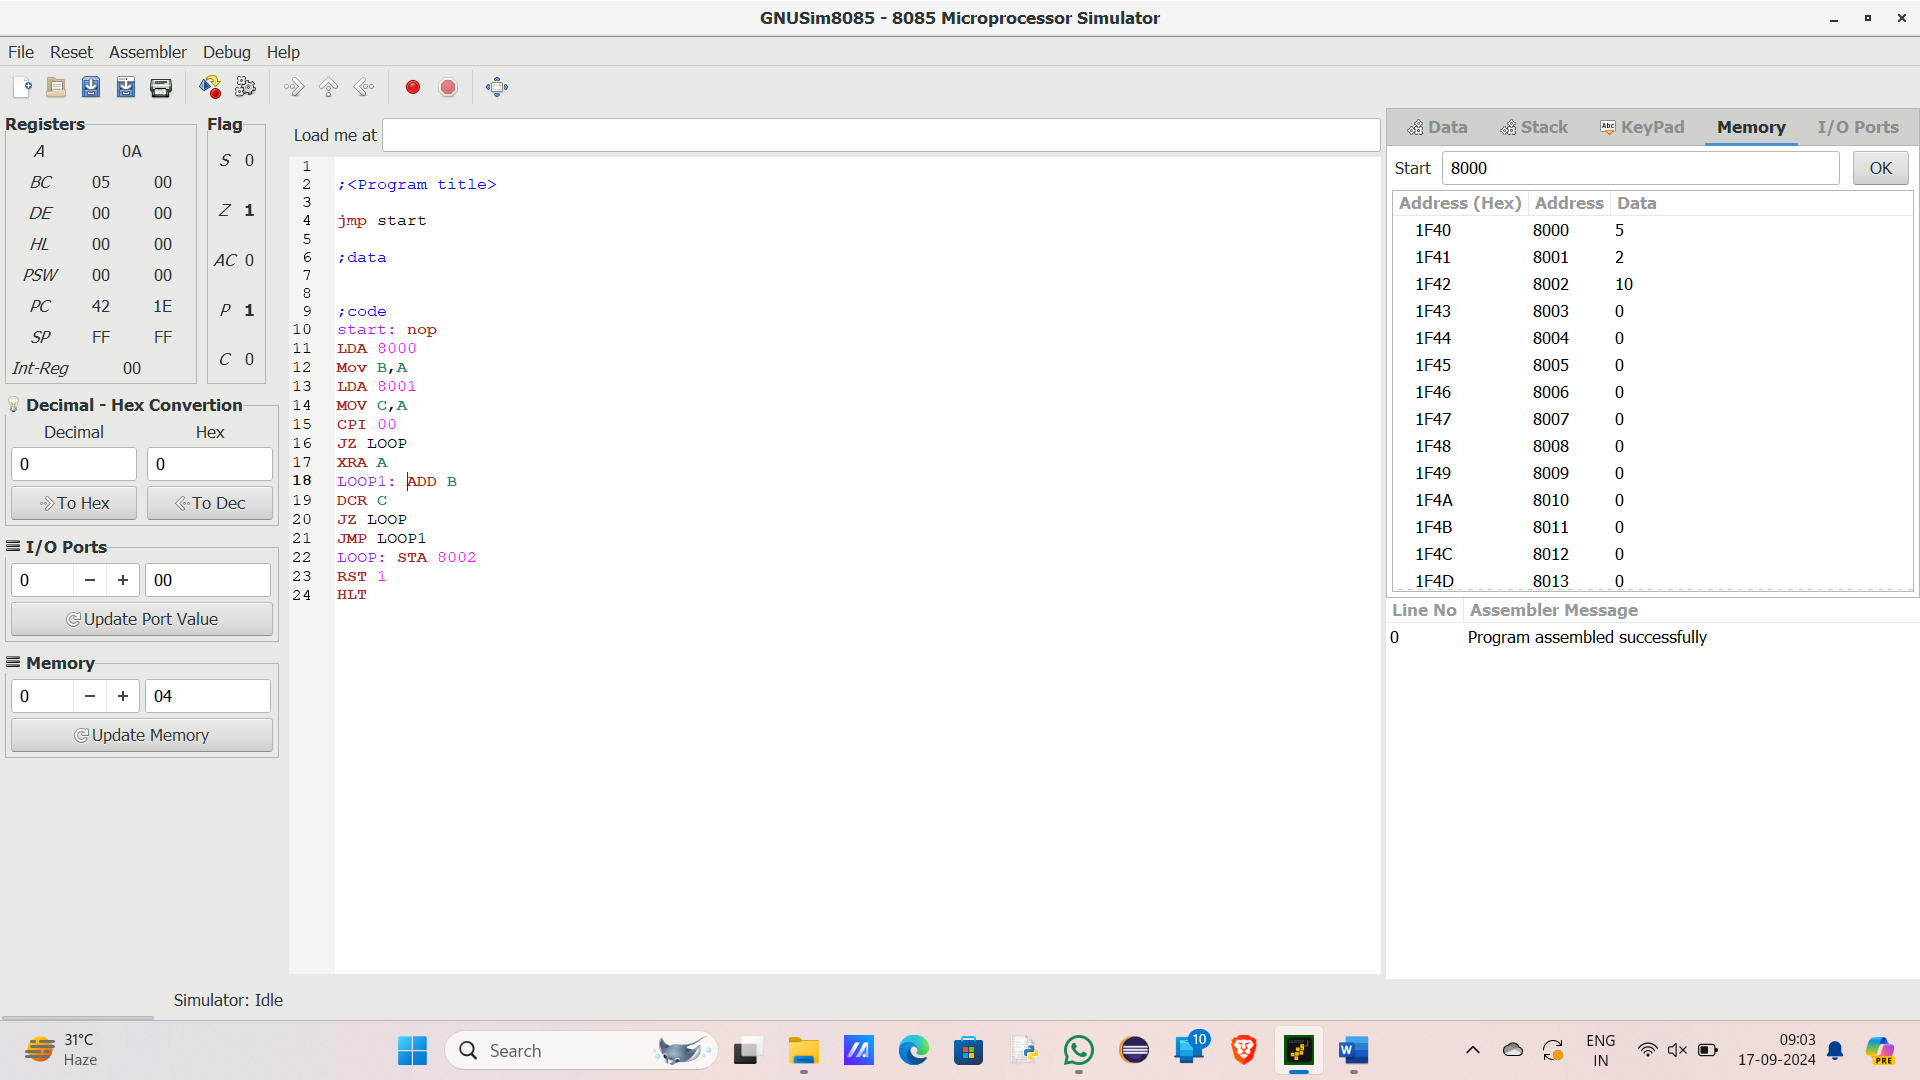 GNUSim8085 - 8085 Microprocessor Simulator
File Reset Assembler Debug Help
Registers
A 0A
BC 05 00
DE 00 00
HL 00 00
PSW 00 00
PC 42 1E
SP FF FF
Int-Reg 00
Flag
S 0
Z 1
AC 0
P 1
C 0
Decimal - Hex Convertion
Decimal Hex
0 0
To Hex To Dec
I/O Ports
0 − + 00
Update Port Value
Memory
0 − + 04
Update Memory
Load me at
1
2 ;<Program title>
3
4 jmp start
5
6 ;data
7
8
9 ;code
10 start: nop
11 LDA 8000
12 Mov B,A
13 LDA 8001
14 MOV C,A
15 CPI 00
16 JZ LOOP
17 XRA A
18 LOOP1: ADD B
19 DCR C
20 JZ LOOP
21 JMP LOOP1
22 LOOP: STA 8002
23 RST 1
24 HLT
Data Stack Abc KeyPad Memory I/O Ports
Start 8000 OK
Address (Hex) Address Data
1F40 8000 5
1F41 8001 2
1F42 8002 10
1F43 8003 0
1F44 8004 0
1F45 8005 0
1F46 8006 0
1F47 8007 0
1F48 8008 0
1F49 8009 0
1F4A 8010 0
1F4B 8011 0
1F4C 8012 0
1F4D 8013 0
Line No Assembler Message
0 Program assembled successfully
Simulator: Idle
31°C
Haze
Search
10
W
ENG
IN
09:03
17-09-2024
PRE